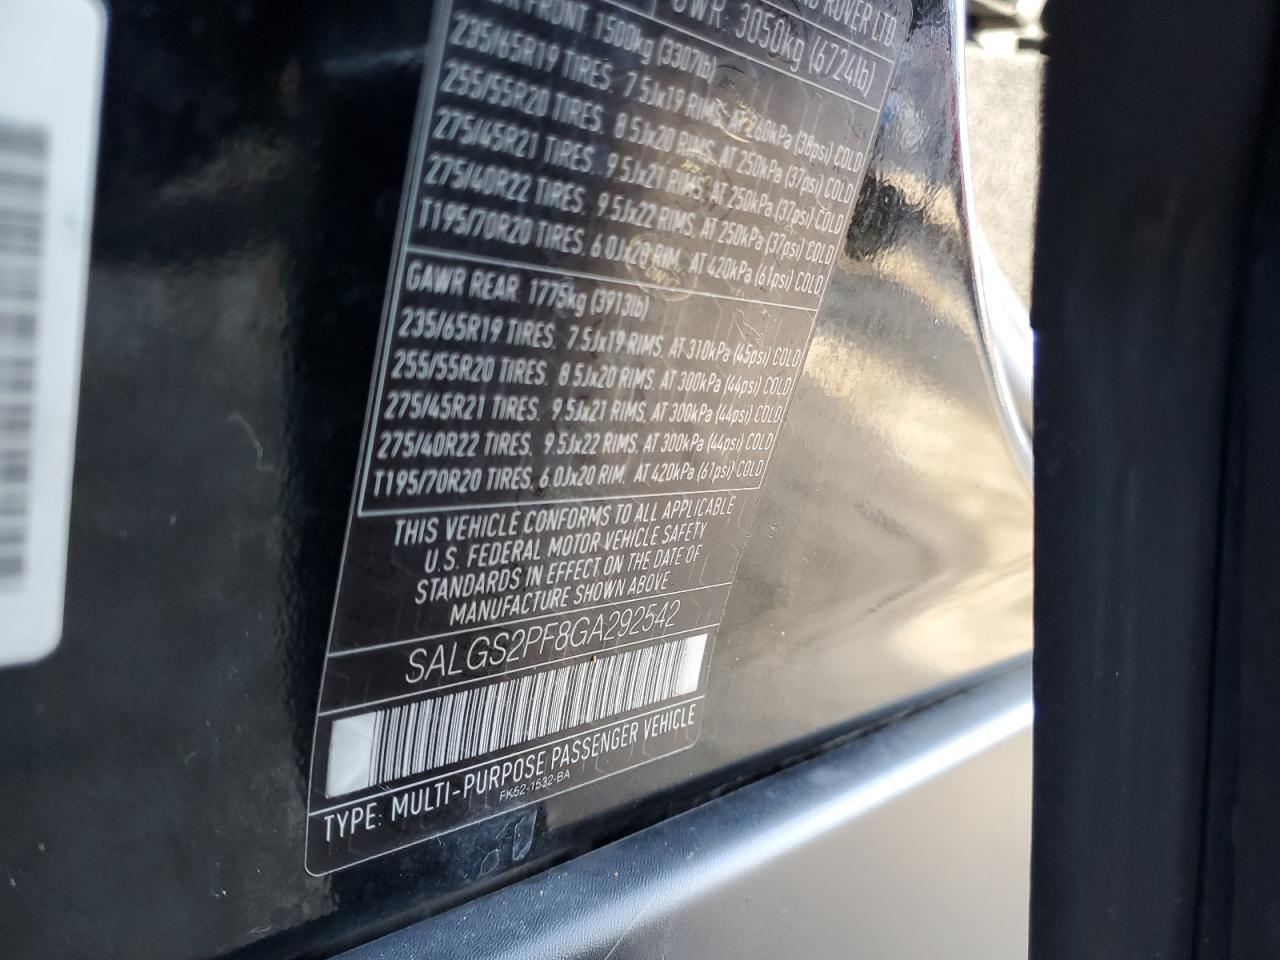 ROVER LTD
GVWR: 3050kg (6724lb)
FRONT 1500kg (3307lb)
235/65R19 TIRES, 7.5Jx19 RIMS, AT 260kPa (38psi) COLD
255/55R20 TIRES, 8.5Jx20 RIMS, AT 250kPa (37psi) COLD
275/45R21 TIRES, 9.5Jx21 RIMS, AT 250kPa (37psi) COLD
275/40R22 TIRES, 9.5Jx22 RIMS, AT 250kPa (37psi) COLD
T195/70R20 TIRES, 6.0Jx20 RIM, AT 420kPa (61psi) COLD
GAWR REAR 1775kg (3913lb)
235/65R19 TIRES, 7.5Jx19 RIMS, AT 310kPa (45psi) COLD
255/55R20 TIRES, 8.5Jx20 RIMS, AT 300kPa (44psi) COLD
275/45R21 TIRES, 9.5Jx21 RIMS, AT 300kPa (44psi) COLD
275/40R22 TIRES, 9.5Jx22 RIMS, AT 300kPa (44psi) COLD
T195/70R20 TIRES, 6.0Jx20 RIM, AT 420kPa (61psi) COLD
THIS VEHICLE CONFORMS TO ALL APPLICABLE
U.S. FEDERAL MOTOR VEHICLE SAFETY
STANDARDS IN EFFECT ON THE DATE OF
MANUFACTURE SHOWN ABOVE.
SALGS2PF8GA292542
TYPE: MULTI-PURPOSE PASSENGER VEHICLE
FK52-1532-BA